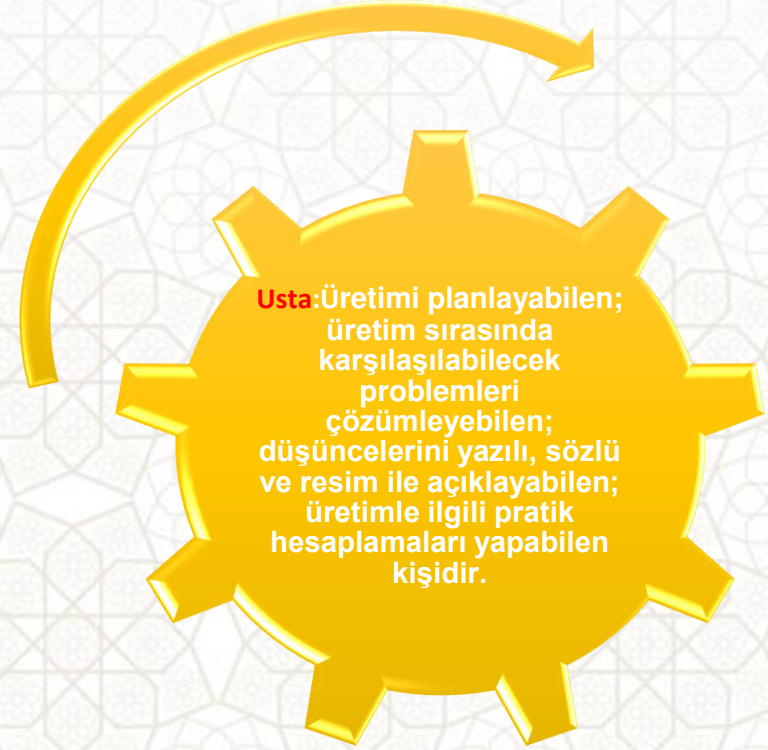 Usta:Üretimi planlayabilen;
üretim sırasında
karşılaşılabilecek
problemleri
çözümleyebilen;
düşüncelerini yazılı, sözlü
ve resim ile açıklayabilen;
üretimle ilgili pratik
hesaplamaları yapabilen
kişidir.